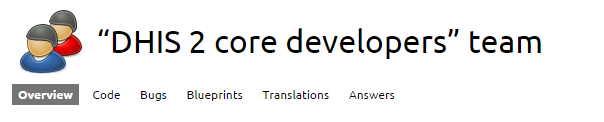 “DHIS 2 core developers” team
Overview Code Bugs Blueprints Translations Answers